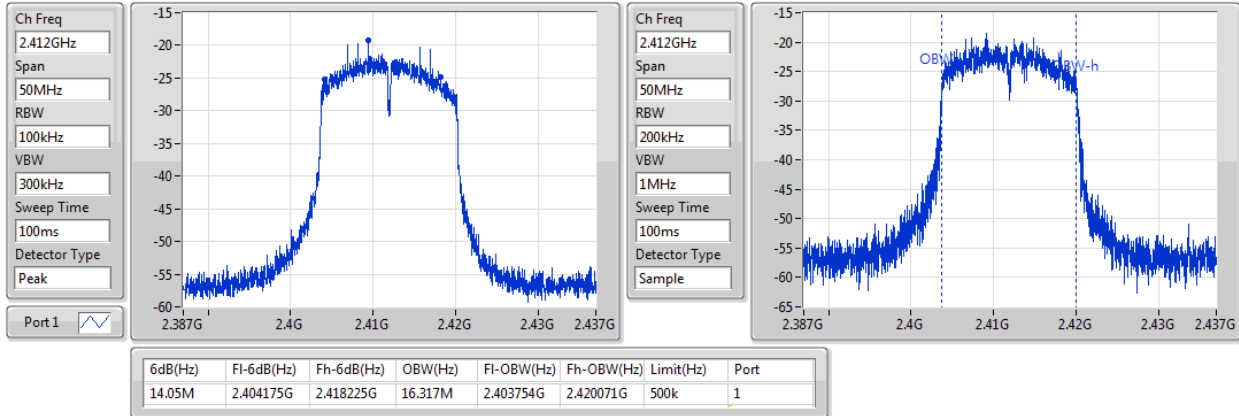 Ch Freq
2.412GHz
Span
50MHz
RBW
100kHz
VBW
300kHz
Sweep Time
100ms
Detector Type
Peak
Port 1
-15
-20
-25
-30
-35
-40
-45
-50
-55
-60
2.387G 2.4G 2.41G 2.42G 2.43G 2.437G
Ch Freq
2.412GHz
Span
50MHz
RBW
200kHz
VBW
1MHz
Sweep Time
100ms
Detector Type
Sample
-15
-20
-25
-30
-35
-40
-45
-50
-55
-60
-65
2.387G 2.4G 2.41G 2.42G 2.43G 2.437G
6dB(Hz) Fl-6dB(Hz) Fh-6dB(Hz) OBW(Hz) Fl-OBW(Hz) Fh-OBW(Hz) Limit(Hz) Port
14.05M 2.404175G 2.418225G 16.317M 2.403754G 2.420071G 500k 1